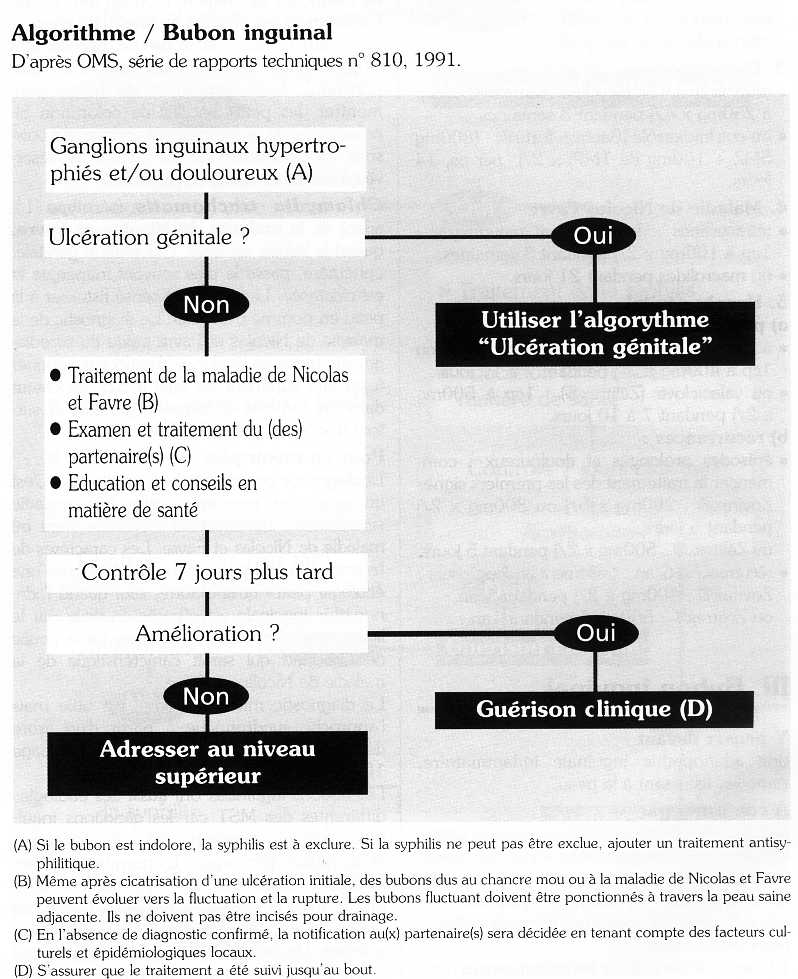 Algorithme / Bubon inguinal
D'après OMS, série de rapports techniques n° 810, 1991.
Ganglions inguinaux hypertro-
phiés et/ou douloureux (A)
Ulcération génitale ?
Oui
Non
Utiliser l'algorythme
“Ulcération génitale”
● Traitement de la maladie de Nicolas
et Favre (B)
● Examen et traitement du (des)
partenaire(s) (C)
● Education et conseils en
matière de santé
Contrôle 7 jours plus tard
Amélioration ?
Oui
Non
Guérison clinique (D)
Adresser au niveau
supérieur
(A) Si le bubon est indolore, la syphilis est à exclure. Si la syphilis ne peut pas être exclue, ajouter un traitement antisy-
philitique.
(B) Même après cicatrisation d'une ulcération initiale, des bubons dus au chancre mou ou à la maladie de Nicolas et Favre
peuvent évoluer vers la fluctuation et la rupture. Les bubons fluctuant doivent être ponctionnés à travers la peau saine
adjacente. Ils ne doivent pas être incisés pour drainage.
(C) En l'absence de diagnostic confirmé, la notification au(x) partenaire(s) sera décidée en tenant compte des facteurs cul-
turels et épidémiologiques locaux.
(D) S'assurer que le traitement a été suivi jusqu'au bout.